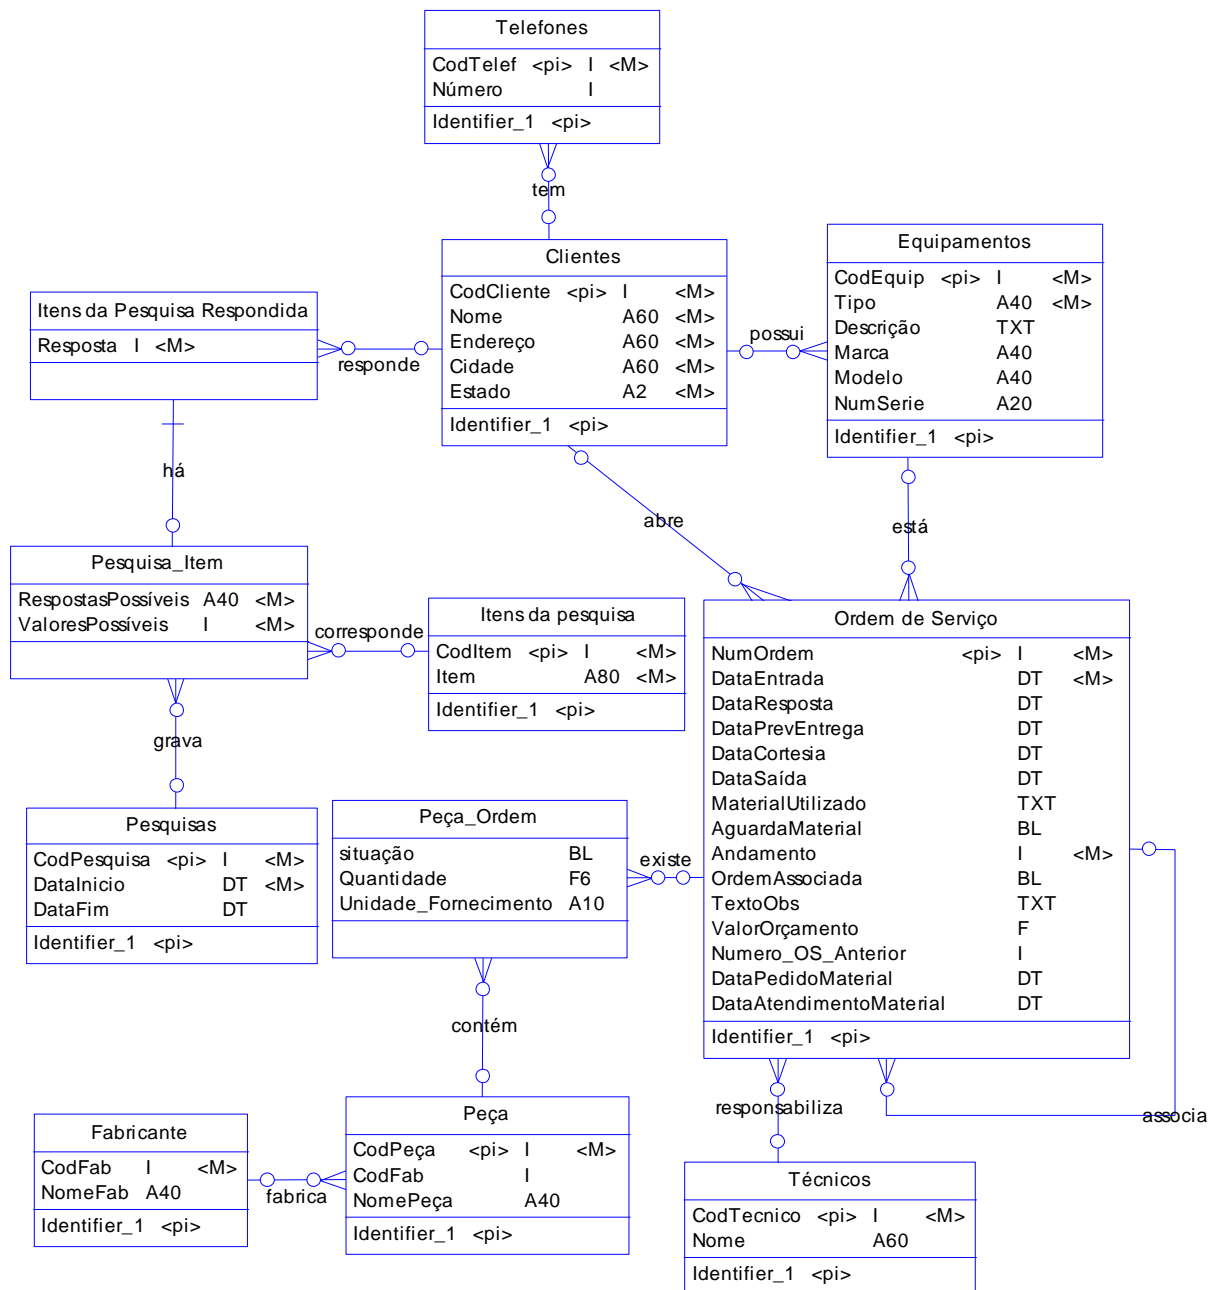 Telefones
CodTelef <pi> I <M>
Número I
Identifier_1 <pi>
tem
Clientes
CodCliente <pi> I <M>
Nome A60 <M>
Endereço A60 <M>
Cidade A60 <M>
Estado A2 <M>
Identifier_1 <pi>
Equipamentos
CodEquip <pi> I <M>
Tipo A40 <M>
Descrição TXT
Marca A40
Modelo A40
NumSerie A20
Identifier_1 <pi>
possui
Itens da Pesquisa Respondida
Resposta I <M>
responde
há
abre
está
Pesquisa_Item
RespostasPossíveis A40 <M>
ValoresPossíveis I <M>
corresponde
Itens da pesquisa
CodItem <pi> I <M>
Item A80 <M>
Identifier_1 <pi>
Ordem de Serviço
NumOrdem <pi> I <M>
DataEntrada DT <M>
DataResposta DT
DataPrevEntrega DT
DataCortesia DT
DataSaída DT
MaterialUtilizado TXT
AguardaMaterial BL
Andamento I <M>
OrdemAssociada BL
TextoObs TXT
ValorOrçamento F
Numero_OS_Anterior I
DataPedidoMaterial DT
DataAtendimentoMaterial DT
Identifier_1 <pi>
grava
Pesquisas
CodPesquisa <pi> I <M>
DataInicio DT <M>
DataFim DT
Identifier_1 <pi>
Peça_Ordem
situação BL
Quantidade F6
Unidade_Fornecimento A10
existe
contém
responsabiliza
associa
Fabricante
CodFab I <M>
NomeFab A40
Identifier_1 <pi>
fabrica
Peça
CodPeça <pi> I <M>
CodFab I
NomePeça A40
Identifier_1 <pi>
Técnicos
CodTecnico <pi> I <M>
Nome A60
Identifier_1 <pi>